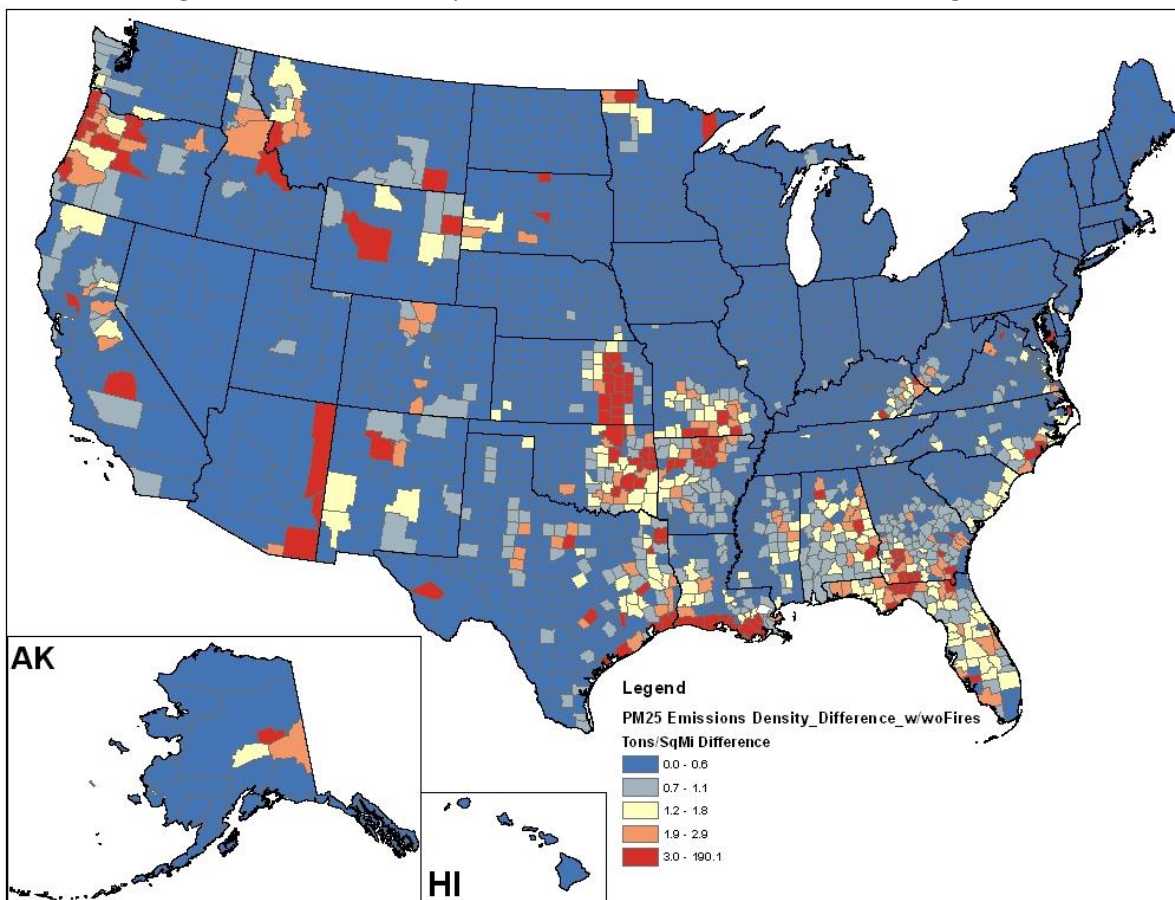 AK
HI
Legend
PM25 Emissions Density_Difference_w/woFires
Tons/SqMi Difference
0.0 - 0.6
0.7 - 1.1
1.2 - 1.8
1.9 - 2.9
3.0 - 190.1